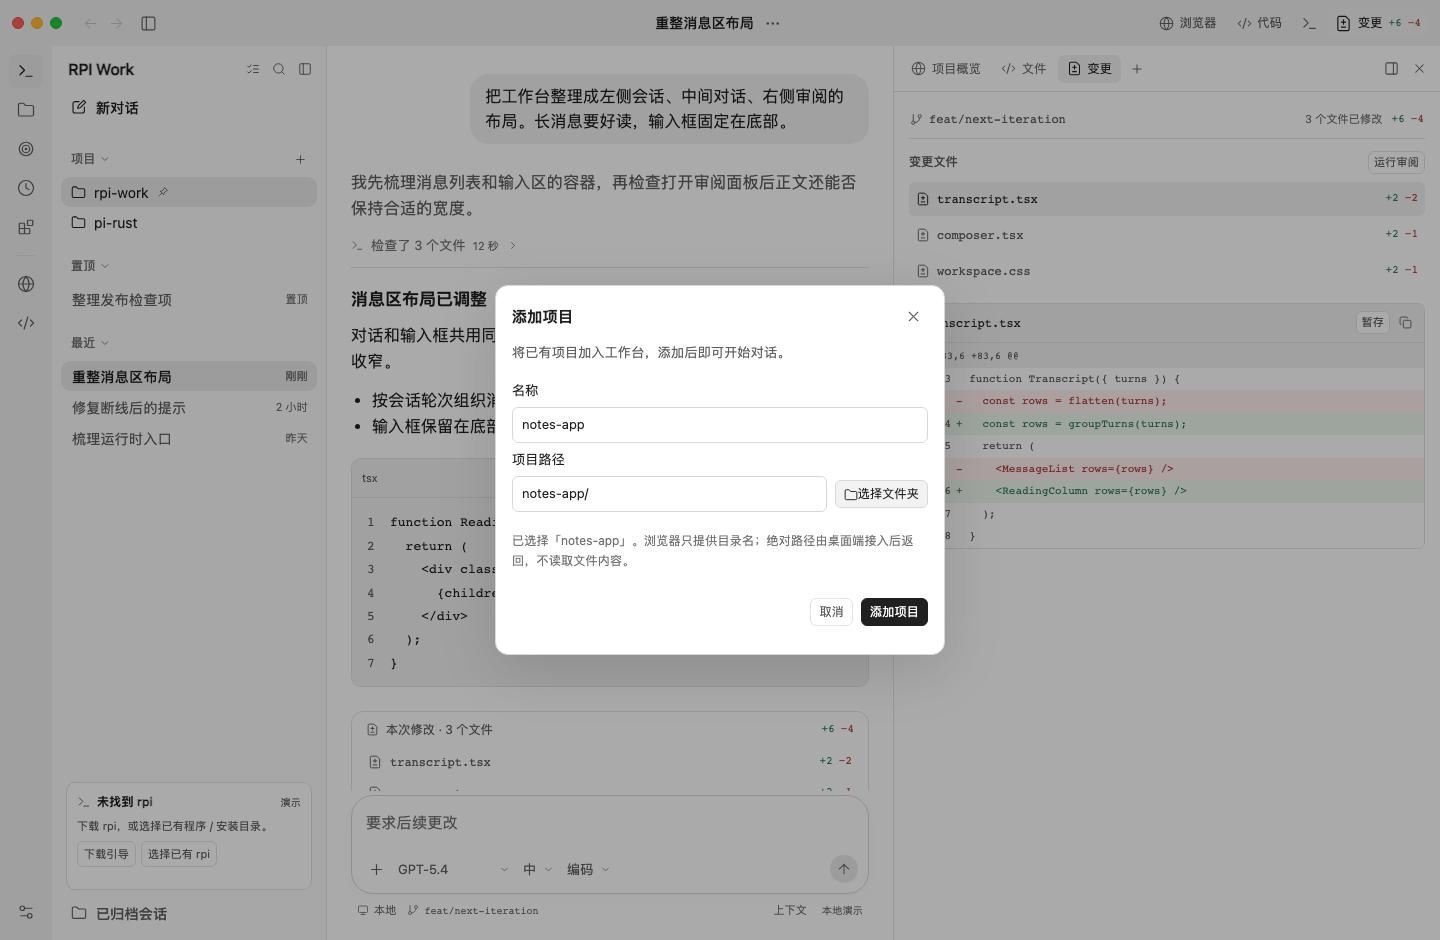 重整消息区布局 ···
浏览器
代码
变更 +6 −4
RPI Work
新对话
项目
rpi-work
pi-rust
置顶
整理发布检查项 置顶
最近
重整消息区布局 刚刚
修复断线后的提示 2 小时
梳理运行时入口 昨天
未找到 rpi 演示
下载 rpi，或选择已有程序 / 安装目录。
下载引导 选择已有 rpi
已归档会话
把工作台整理成左侧会话、中间对话、右侧审阅的
布局。长消息要好读，输入框固定在底部。
我先梳理消息列表和输入区的容器，再检查打开审阅面板后正文还能否
保持合适的宽度。
检查了 3 个文件 12 秒
消息区布局已调整
对话和输入框共用同
收窄。
• 按会话轮次组织消
• 输入框保留在底部
tsx
1 function Readi
2 return (
3 <div class
4 {childre
5 </div>
6 );
7 }
本次修改 · 3 个文件 +6 −4
transcript.tsx +2 −2
要求后续更改
GPT-5.4 中 编码
本地 feat/next-iteration 上下文 本地演示
添加项目
将已有项目加入工作台，添加后即可开始对话。
名称
notes-app
项目路径
notes-app/ 选择文件夹
已选择「notes-app」。浏览器只提供目录名；绝对路径由桌面端接入后返
回，不读取文件内容。
取消 添加项目
项目概览 文件 变更
feat/next-iteration 3 个文件已修改 +6 −4
变更文件 运行审阅
transcript.tsx +2 −2
composer.tsx +2 −1
workspace.css +2 −1
nscript.tsx 暂存
33,6 +83,6 @@
3 function Transcript({ turns }) {
− const rows = flatten(turns);
4 + const rows = groupTurns(turns);
5 return (
− <MessageList rows={rows} />
6 + <ReadingColumn rows={rows} />
7 );
8 }